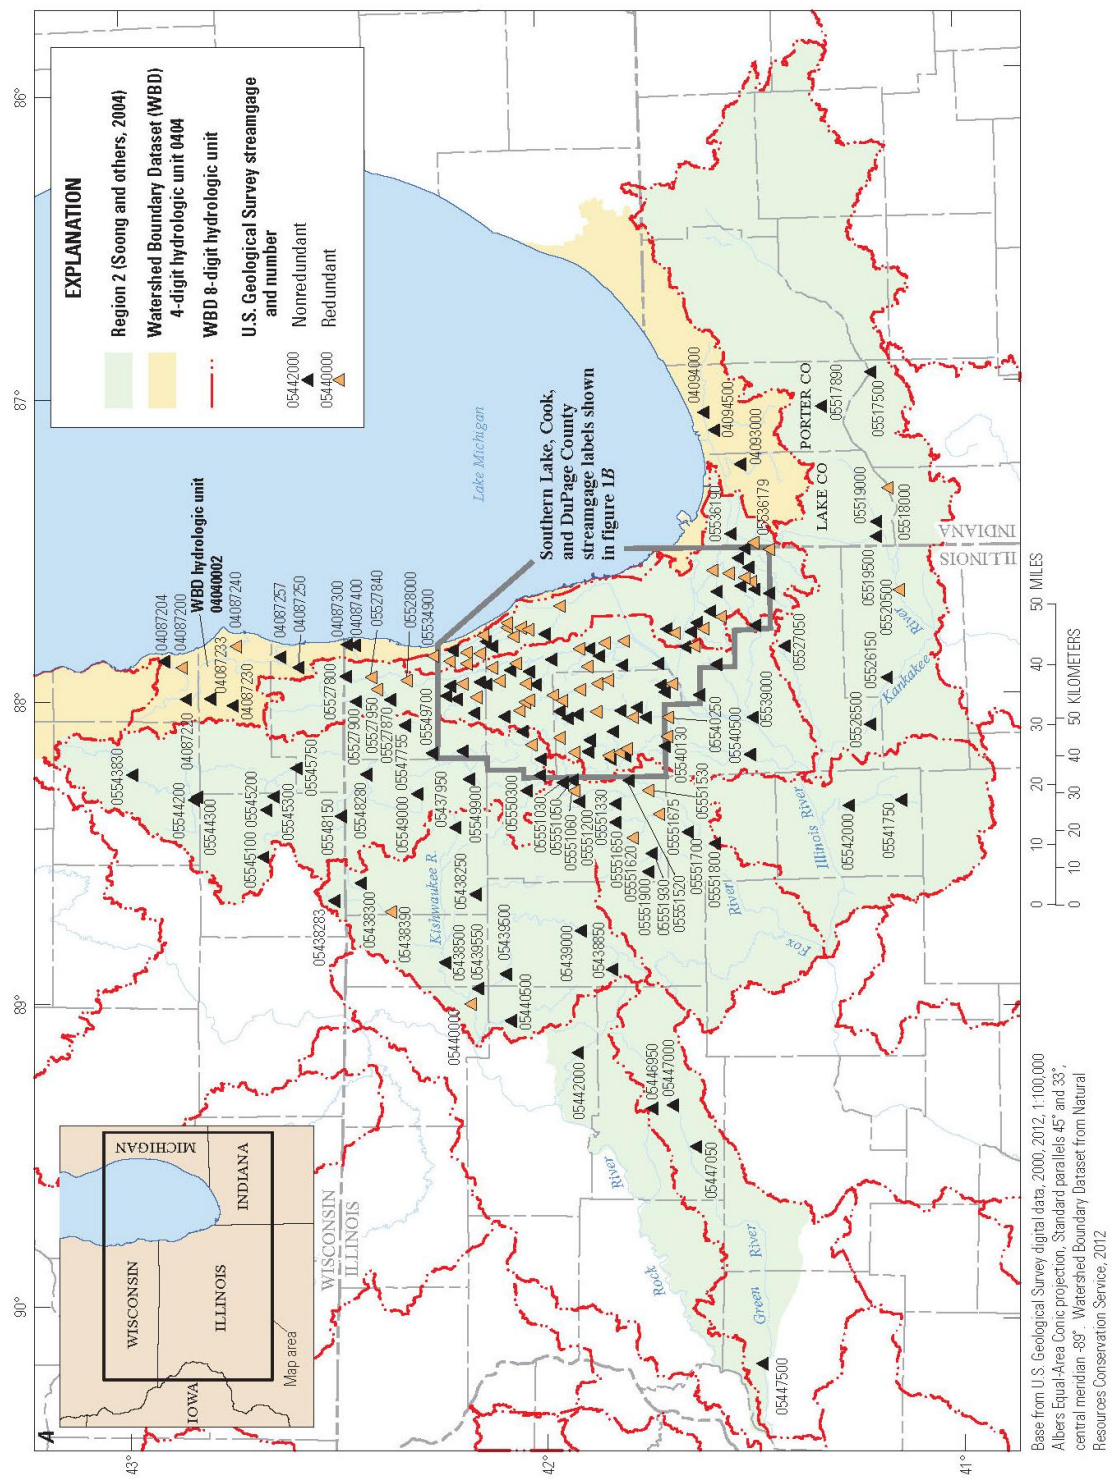 A
90°
89°
88°
87°
86°
43°
42°
41°
WISCONSIN
MICHIGAN
IOWA
ILLINOIS
INDIANA
Map area
EXPLANATION
Region 2 (Soong and others, 2004)
Watershed Boundary Dataset (WBD)
4-digit hydrologic unit 0404
WBD 8-digit hydrologic unit
U.S. Geological Survey streamgage
and number
05442000
Nonredundant
05440000
Redundant
WISCONSIN
ILLINOIS
Lake Michigan
WBD hydrologic unit
04040002
Southern Lake, Cook,
and DuPage County
streamgage labels shown
in figure 1B
05543830
04087204
04087200
04087220
04087233
04087240
04087230
05544200
05544300
05545750
05545200
05545300
05545100
04087257
04087250
05548150
05527800
04087300
04087400
05527840
05438283
05548280
05527900
05527950
05527870
05528000
05438300
05438390
05549000
05547755
05549700
05534900
Kishwaukee R
05437950
05438250
05549900
05438500
05439550
05440000
05439500
05440500
05550300
05551030
05551050
05551060
05551200
05551330
05551650
05551620
05551900
05551930
05551520
05551675
05551700
05551800
05551530
05540130
05540250
05540500
05539000
05527050
05439000
05438850
05442000
05446950
05447000
05447050
05447500
Rock
River
Green
River
Fox
River
Illinois River
05542000
05541750
05526500
05526150
Kankakee
River
05520500
05519500
05519000
05518000
05517500
05517890
04094000
04094500
04093000
05536190
05536179
LAKE CO
PORTER CO
ILLINOIS
INDIANA
0 10 20 30 40 50 MILES
0 10 20 30 40 50 KILOMETERS
Base from U.S. Geological Survey digital data, 2000, 2012, 1:100,000
Albers Equal-Area Conic projection, Standard parallels 45° and 33°,
central meridian -89°. Watershed Boundary Dataset from Natural
Resources Conservation Service, 2012